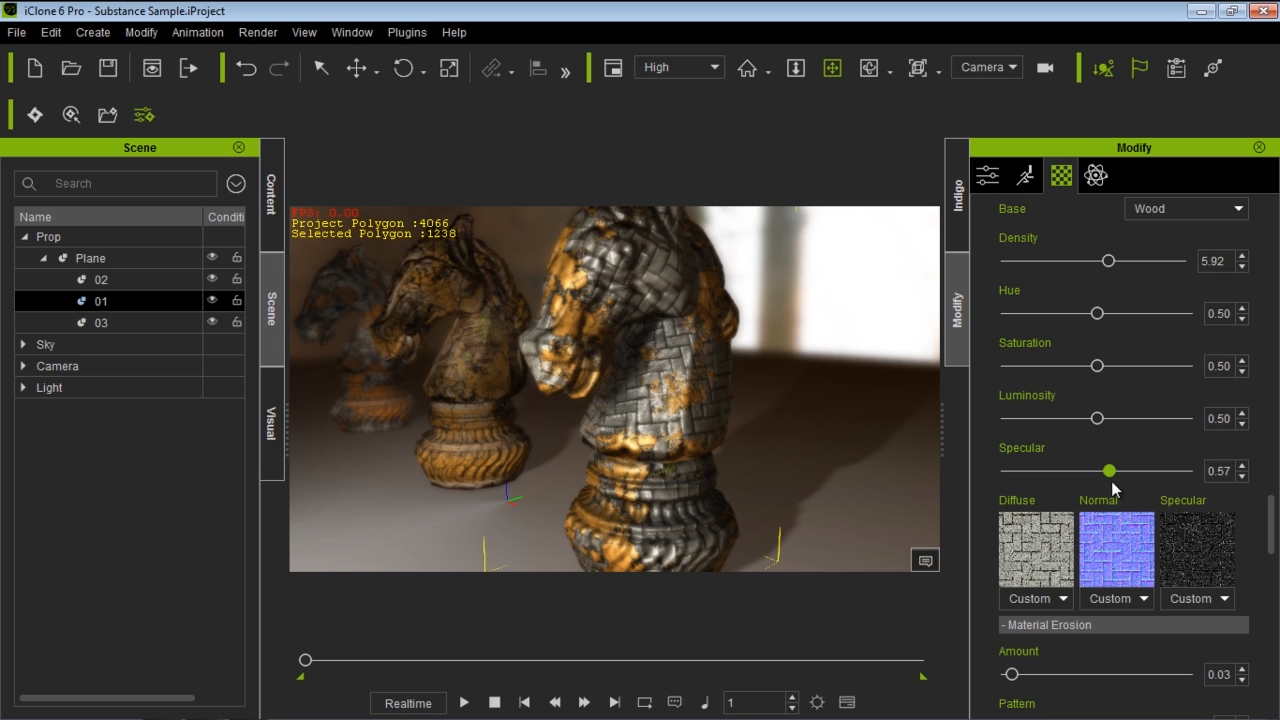 iClone 6 Pro - Substance Sample.iProject
File Edit Create Modify Animation Render View Window Plugins Help
High
Camera
Scene
Search
Name Conditi
Prop
Plane
02
01
03
Sky
Camera
Light
Content
Scene
Visual
FPS: 0.00
Project Polygon :4066
Selected Polygon :1238
Realtime
1
Indigo
Modify
Modify
Base Wood
Density
5.92
Hue
0.50
Saturation
0.50
Luminosity
0.50
Specular
0.57
Diffuse Normal Specular
Custom Custom Custom
- Material Erosion
Amount
0.03
Pattern